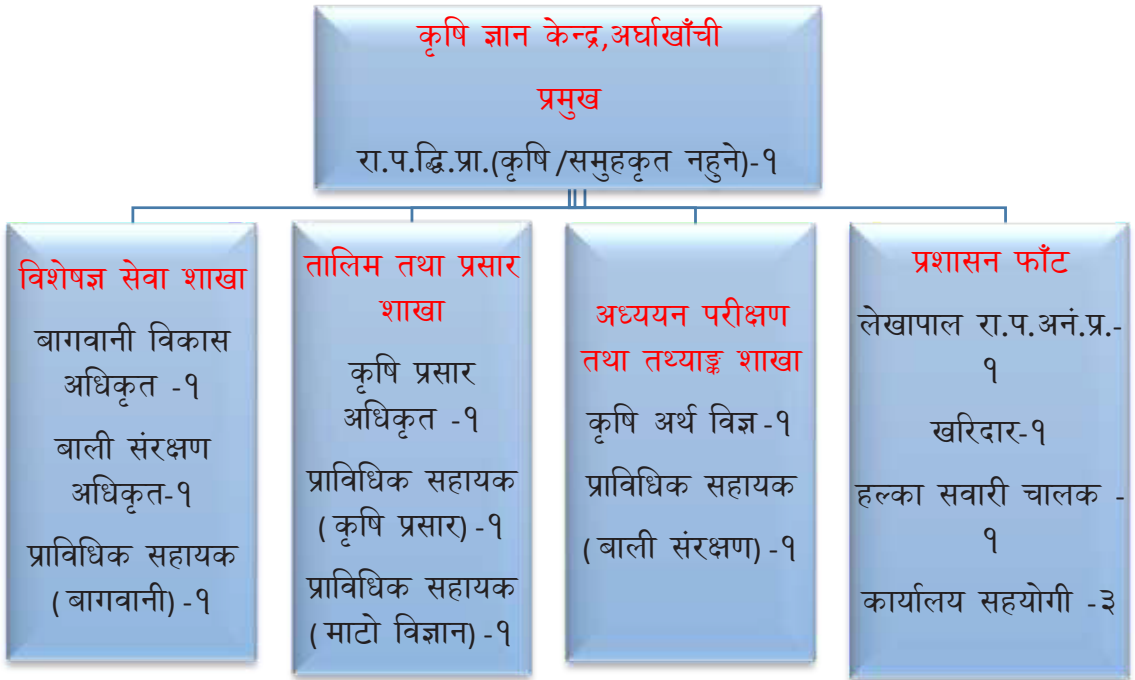 कृषि ज्ञान केन्द्र,अर्घाखाँची
प्रमुख
रा.प.द्धि.प्रा.(कृषि /समुहकृत नहुने)-१
विशेषज्ञ सेवा शाखा
बागवानी विकास
अधिकृत -१
बाली संरक्षण
अधिकृत-१
प्राविधिक सहायक
( बागवानी) -१
तालिम तथा प्रसार
शाखा
कृषि प्रसार
अधिकृत -१
प्राविधिक सहायक
( कृषि प्रसार) -१
प्राविधिक सहायक
( माटो विज्ञान) -१
अध्ययन परीक्षण
तथा तथ्याङ्क शाखा
कृषि अर्थ विज्ञ -१
प्राविधिक सहायक
( बाली संरक्षण) -१
प्रशासन फाँट
लेखापाल रा.प.अनं.प्र.-
१
खरिदार-१
हल्का सवारी चालक -
१
कार्यालय सहयोगी -३